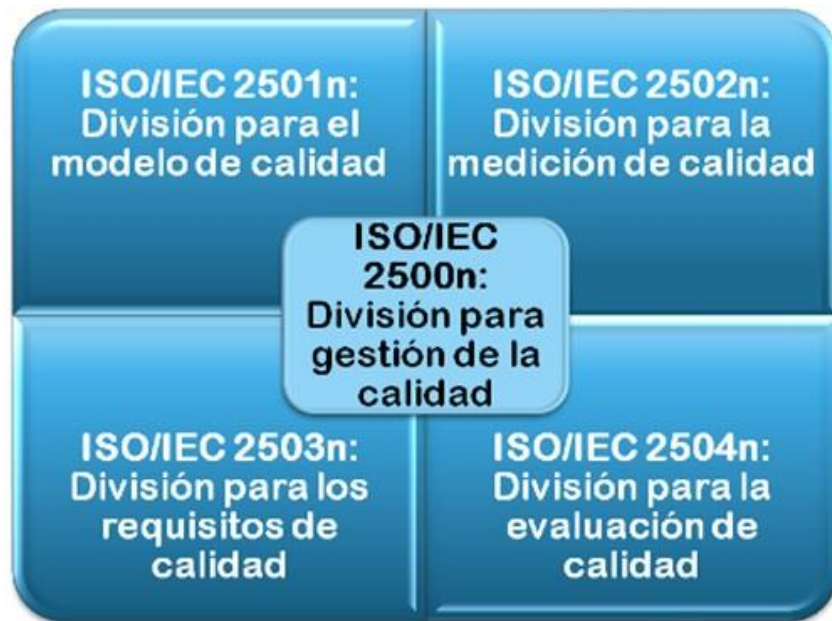 ISO/IEC 2501n:
División para el
modelo de calidad
ISO/IEC 2502n:
División para la
medición de calidad
ISO/IEC
2500n:
División para
gestión de la
calidad
ISO/IEC 2503n:
División para los
requisitos de
calidad
ISO/IEC 2504n:
División para la
evaluación de
calidad